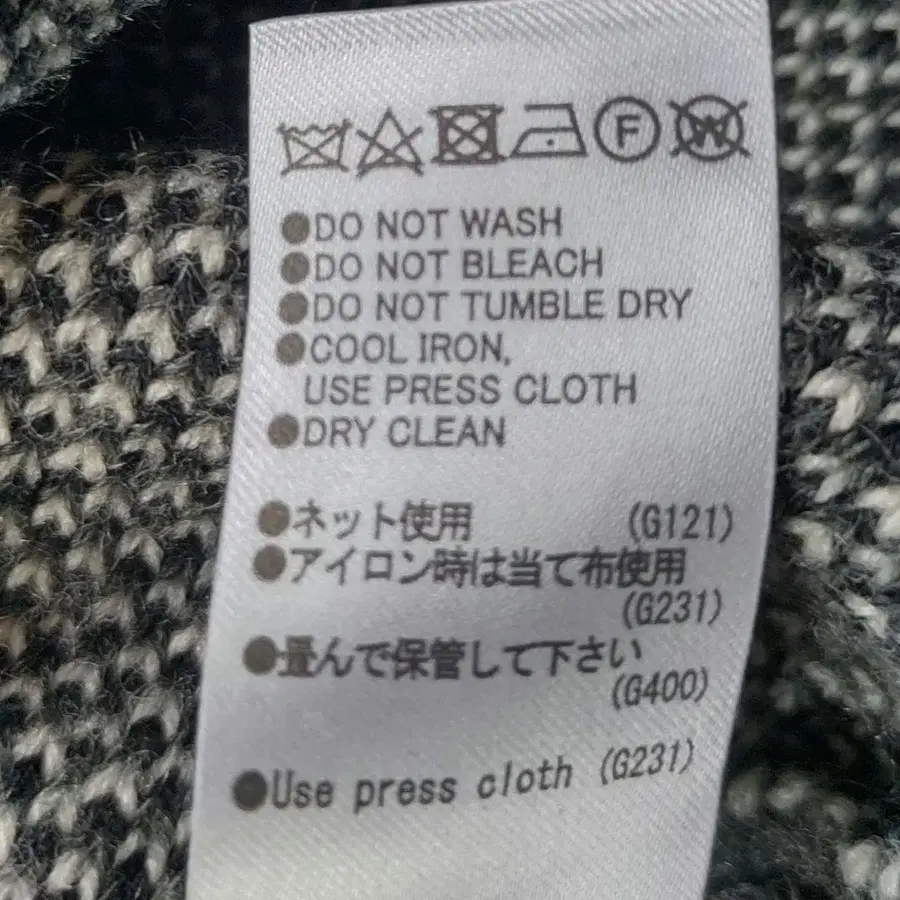 F W
●DO NOT WASH
●DO NOT BLEACH
●DO NOT TUMBLE DRY
●COOL IRON,
USE PRESS CLOTH
●DRY CLEAN
●ネット使用 (G121)
●アイロン時は当て布使用
(G231)
●畳んで保管して下さい
(G400)
●Use press cloth (G231)